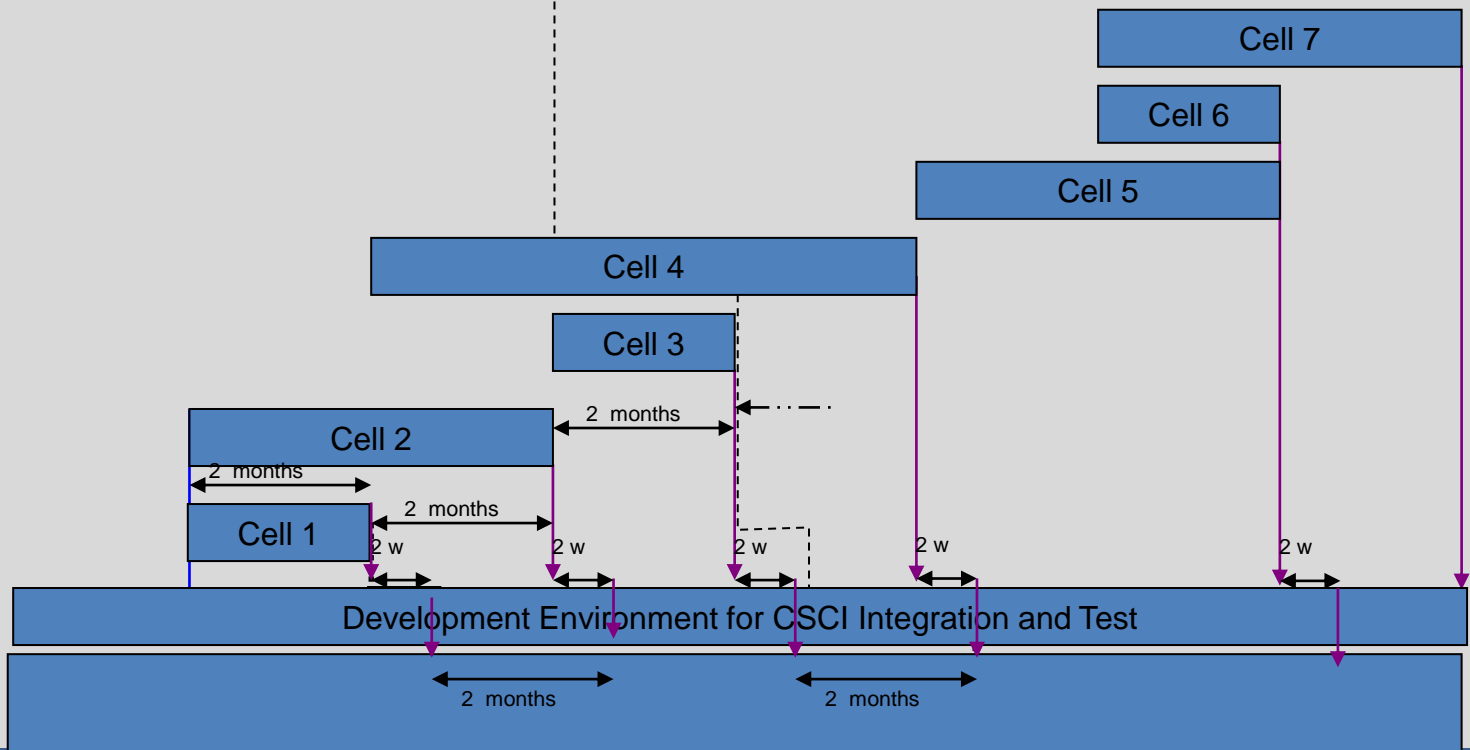 Cell 7
Cell 6
Cell 5
Cell 4
Cell 3
2 months
Cell 2
2 months
2 months
Cell 1
2 w
2 w
2 w
2 w
2 w
Development Environment for CSCI Integration and Test
2 months
2 months